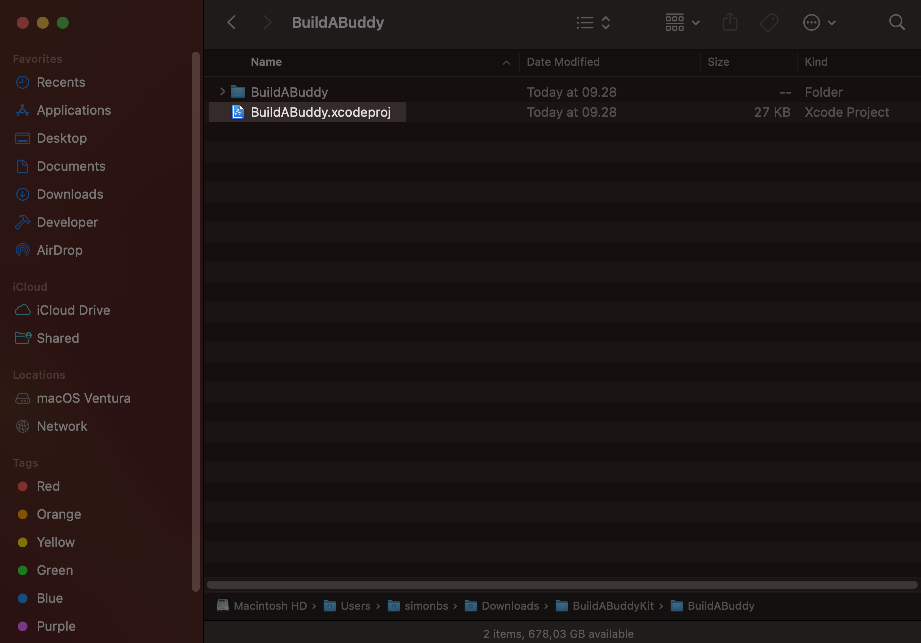 BuildABuddy
Favorites
Recents
Applications
Desktop
Documents
Downloads
Developer
AirDrop
iCloud
iCloud Drive
Shared
Locations
macOS Ventura
Network
Tags
Red
Orange
Yellow
Green
Blue
Purple
Name Date Modified Size Kind
BuildABuddy Today at 09.28 -- Folder
BuildABuddy.xcodeproj Today at 09.28 27 KB Xcode Project
Macintosh HD › Users › simonbs › Downloads › BuildABuddyKit › BuildABuddy
2 items, 678,03 GB available